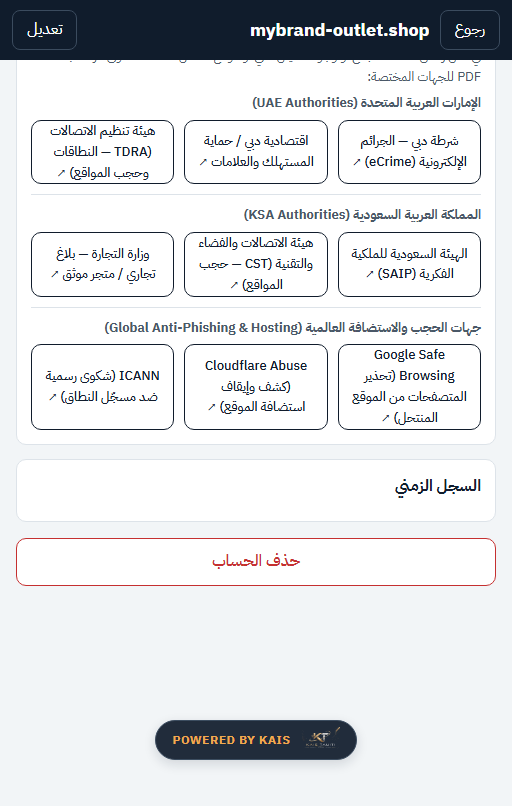 رجوع
mybrand-outlet.shop
تعديل
PDF للجهات المختصة:
الإمارات العربية المتحدة (UAE Authorities)
شرطة دبي — الجرائم
الإلكترونية (eCrime) ↗
اقتصادية دبي / حماية
المستهلك والعلامات ↗
هيئة تنظيم الاتصالات
(TDRA — النطاقات
وحجب المواقع) ↗
المملكة العربية السعودية (KSA Authorities)
الهيئة السعودية للملكية
الفكرية (SAIP) ↗
هيئة الاتصالات والفضاء
والتقنية (CST — حجب
المواقع) ↗
وزارة التجارة — بلاغ
تجاري / متجر موثق ↗
جهات الحجب والاستضافة العالمية (Global Anti-Phishing & Hosting)
Google Safe
Browsing (تحذير
المتصفحات من الموقع
المنتحل) ↗
Cloudflare Abuse
(كشف وإيقاف
استضافة الموقع) ↗
ICANN (شكوى رسمية
ضد مسجّل النطاق) ↗
السجل الزمني
حذف الحساب
POWERED BY KAIS